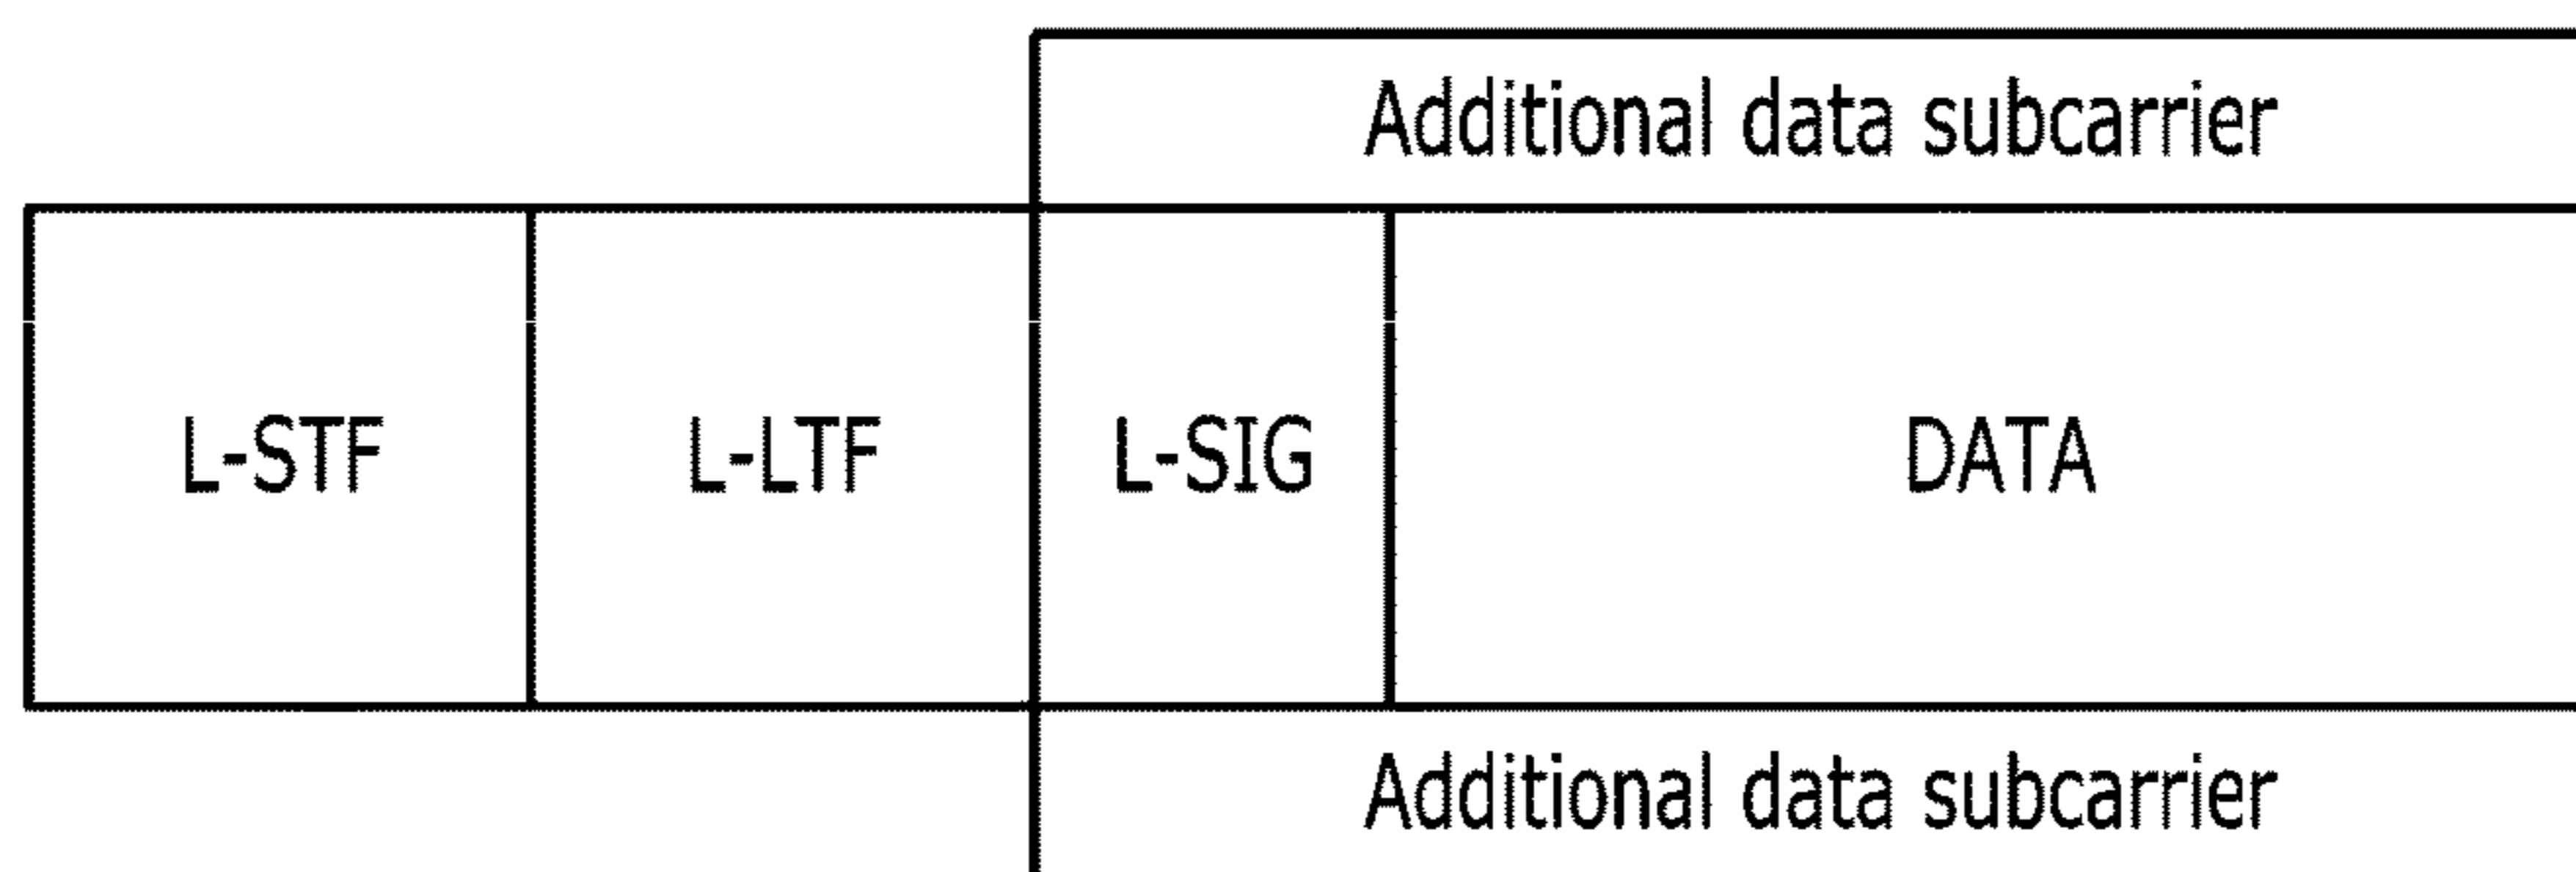 Additional data subcarrier
L-STF
L-LTF
L-SIG
DATA
Additional data subcarrier